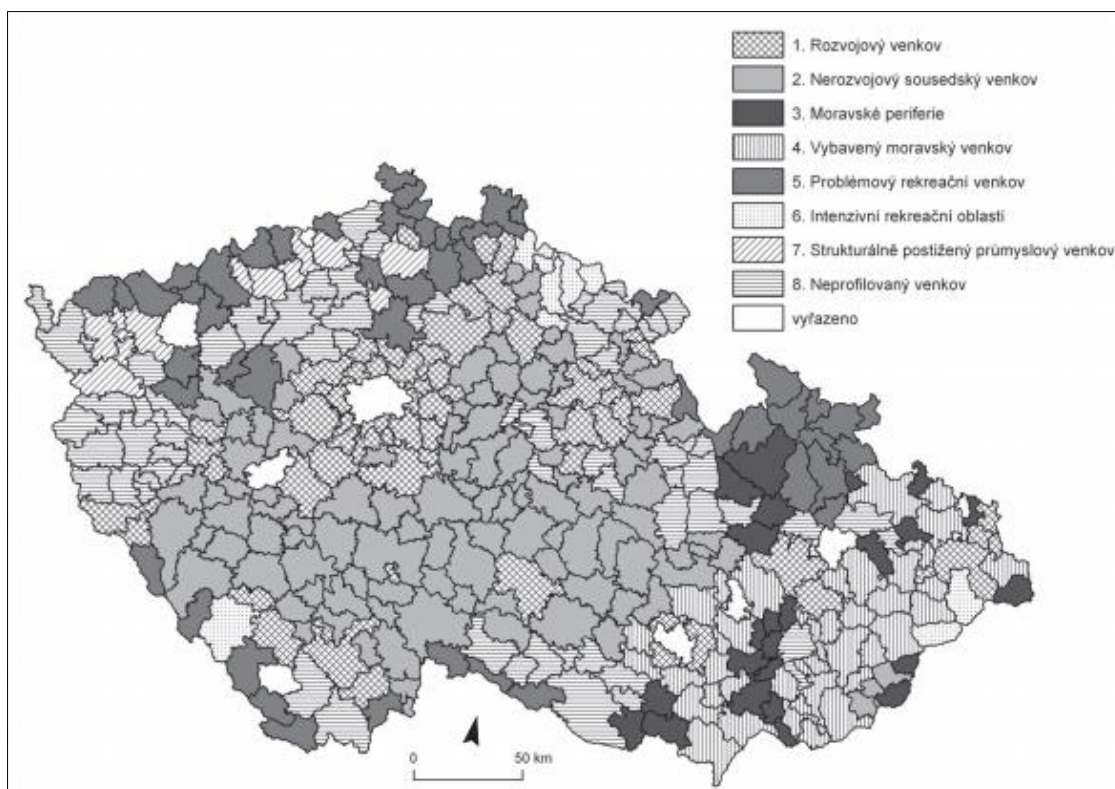 1. Rozvojový venkov
2. Nerozvojový sousedský venkov
3. Moravské periferie
4. Vybavený moravský venkov
5. Problémový rekreační venkov
6. Intenzivní rekreační oblasti
7. Strukturálně postižený průmyslový venkov
8. Neprofilovaný venkov
vyřazeno
0 50 km